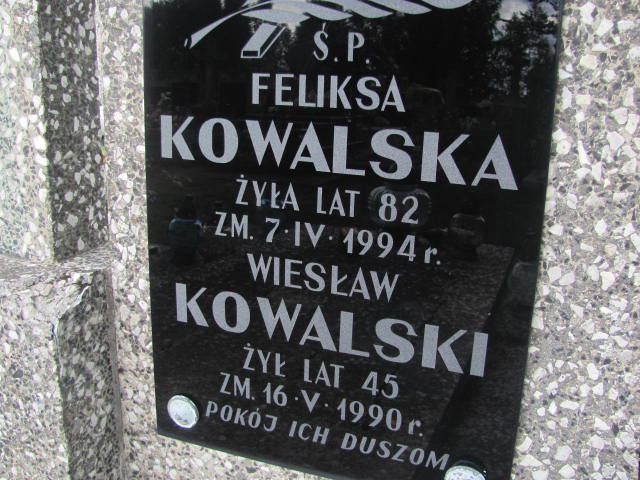 Ś.P.
FELIKSA
KOWALSKA
ŻYŁA LAT 82
ZM. 7·IV·1994 r.
WIESŁAW
KOWALSKI
ŻYŁ LAT 45
ZM. 16·V·1990 r.
POKÓJ ICH DUSZOM